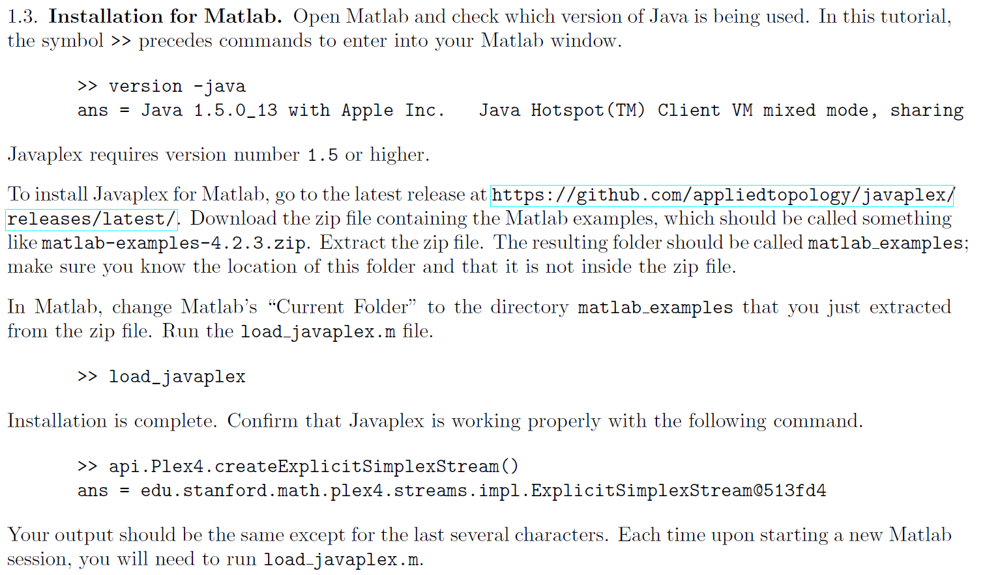 1.3. Installation for Matlab. Open Matlab and check which version of Java is being used. In this tutorial,
the symbol >> precedes commands to enter into your Matlab window.
>> version -java
ans = Java 1.5.0_13 with Apple Inc.   Java Hotspot(TM) Client VM mixed mode, sharing
Javaplex requires version number 1.5 or higher.
To install Javaplex for Matlab, go to the latest release at https://github.com/appliedtopology/javaplex/
releases/latest/. Download the zip file containing the Matlab examples, which should be called something
like matlab-examples-4.2.3.zip. Extract the zip file. The resulting folder should be called matlab_examples;
make sure you know the location of this folder and that it is not inside the zip file.
In Matlab, change Matlab's “Current Folder” to the directory matlab_examples that you just extracted
from the zip file. Run the load_javaplex.m file.
>> load_javaplex
Installation is complete. Confirm that Javaplex is working properly with the following command.
>> api.Plex4.createExplicitSimplexStream()
ans = edu.stanford.math.plex4.streams.impl.ExplicitSimplexStream@513fd4
Your output should be the same except for the last several characters. Each time upon starting a new Matlab
session, you will need to run load_javaplex.m.